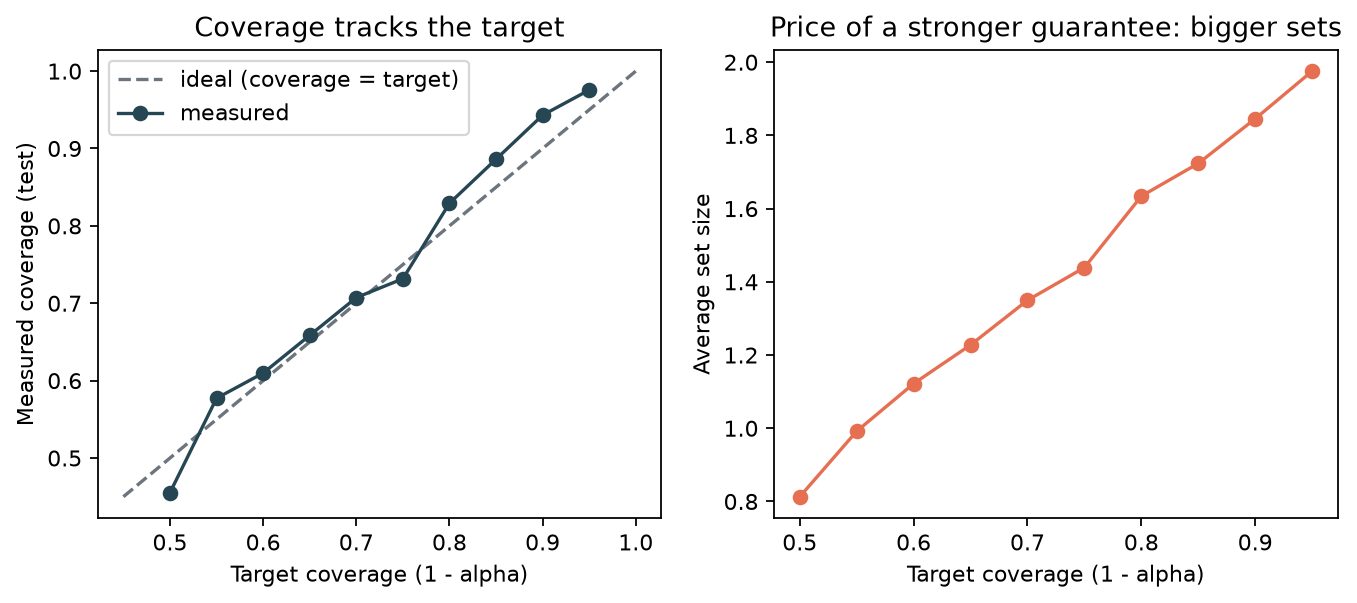 Coverage tracks the target
ideal (coverage = target)
measured
Measured coverage (test)
1.0
0.9
0.8
0.7
0.6
0.5
0.5 0.6 0.7 0.8 0.9 1.0
Target coverage (1 - alpha)
Price of a stronger guarantee: bigger sets
Average set size
2.0
1.8
1.6
1.4
1.2
1.0
0.8
0.5 0.6 0.7 0.8 0.9
Target coverage (1 - alpha)